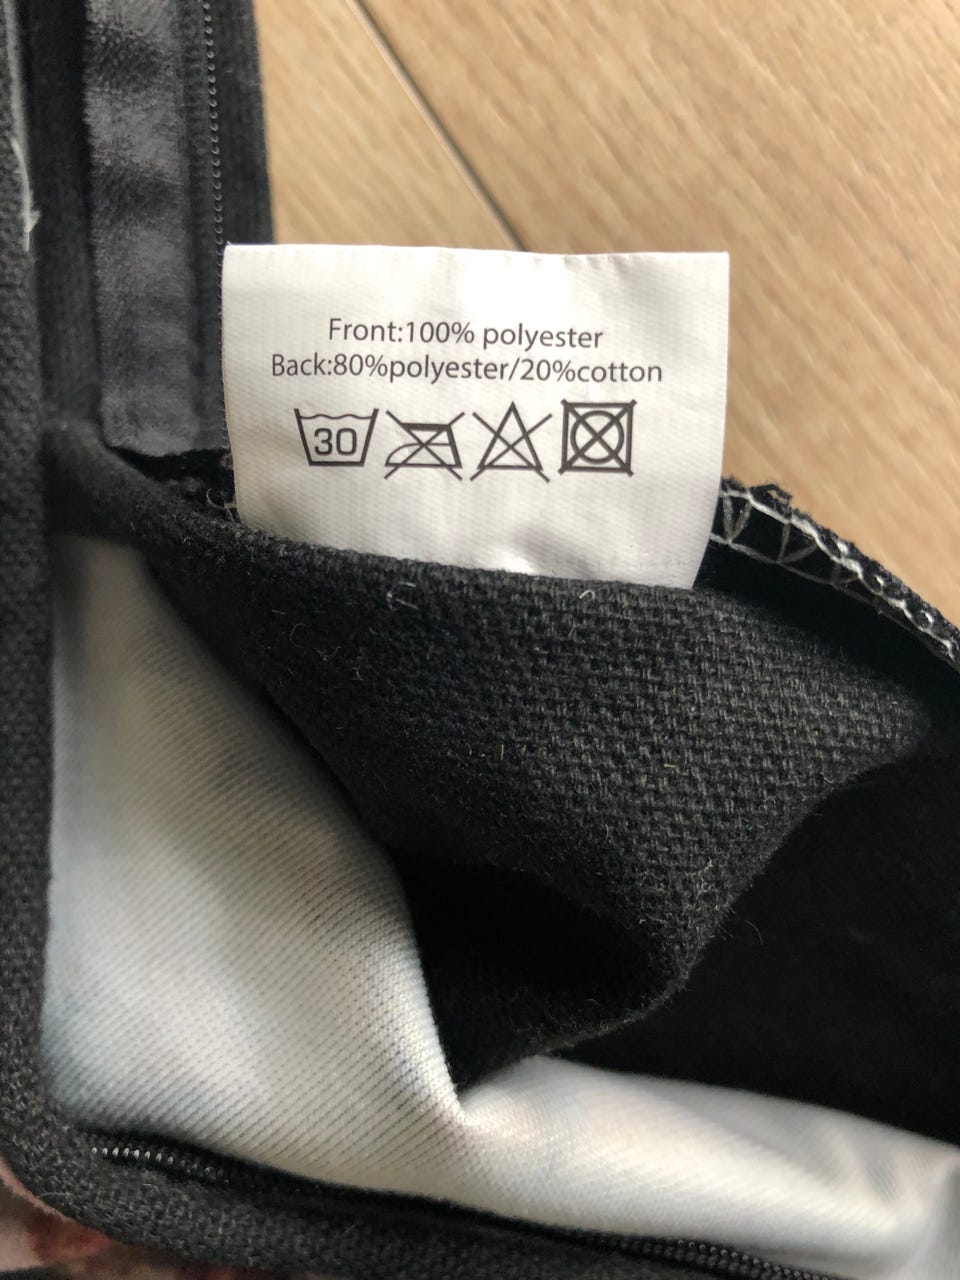 Front:100% polyester
Back:80%polyester/20%cotton
30